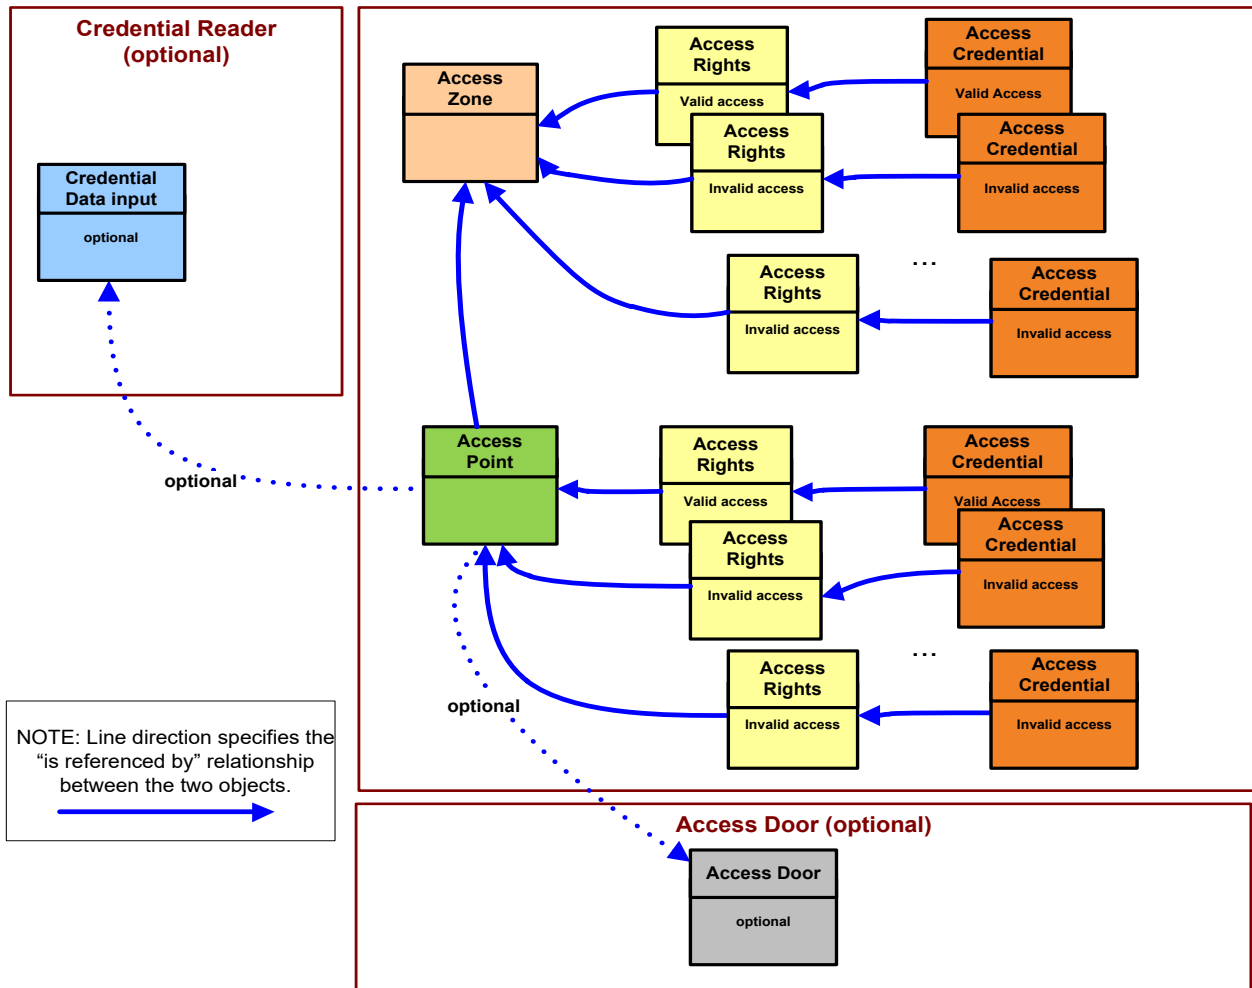 Credential Reader
(optional)
Credential
Data input
optional
Access
Zone
Access
Rights
Valid access
Access
Credential
Valid Access
Access
Rights
Invalid access
Access
Credential
Invalid access
...
Access
Rights
Invalid access
Access
Credential
Invalid access
Access
Point
optional
Access
Rights
Valid access
Access
Credential
Valid Access
Access
Rights
Invalid access
Access
Credential
Invalid access
...
Access
Rights
Invalid access
Access
Credential
Invalid access
optional
NOTE: Line direction specifies the
“is referenced by” relationship
between the two objects.
Access Door (optional)
Access Door
optional